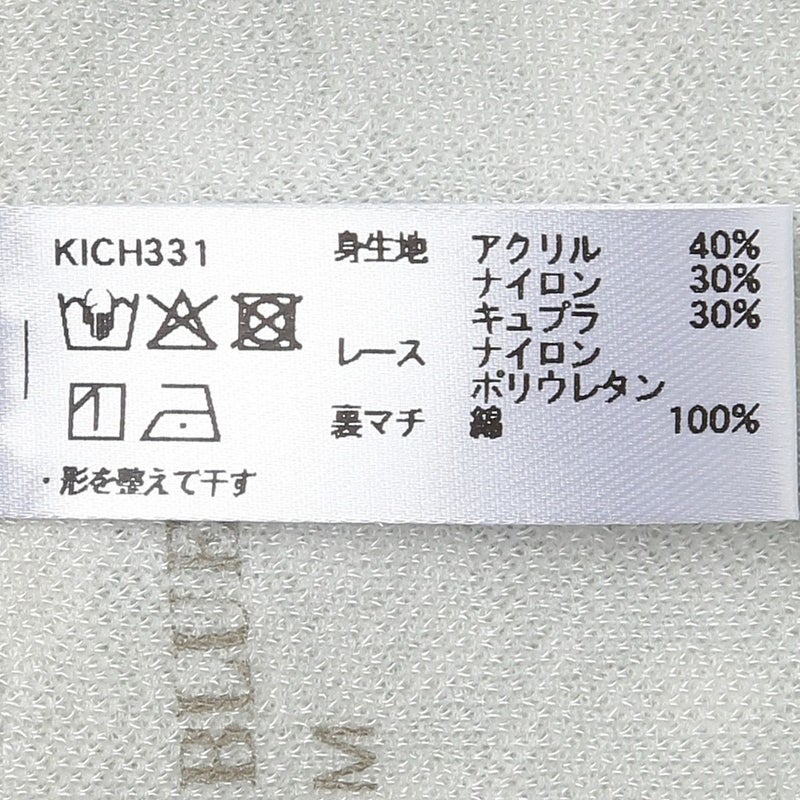 KICH331
身生地 アクリル 40%
ナイロン 30%
キュプラ 30%
レース ナイロン
ポリウレタン
裏マチ 綿 100%
・形を整えて干す
BLUE
M